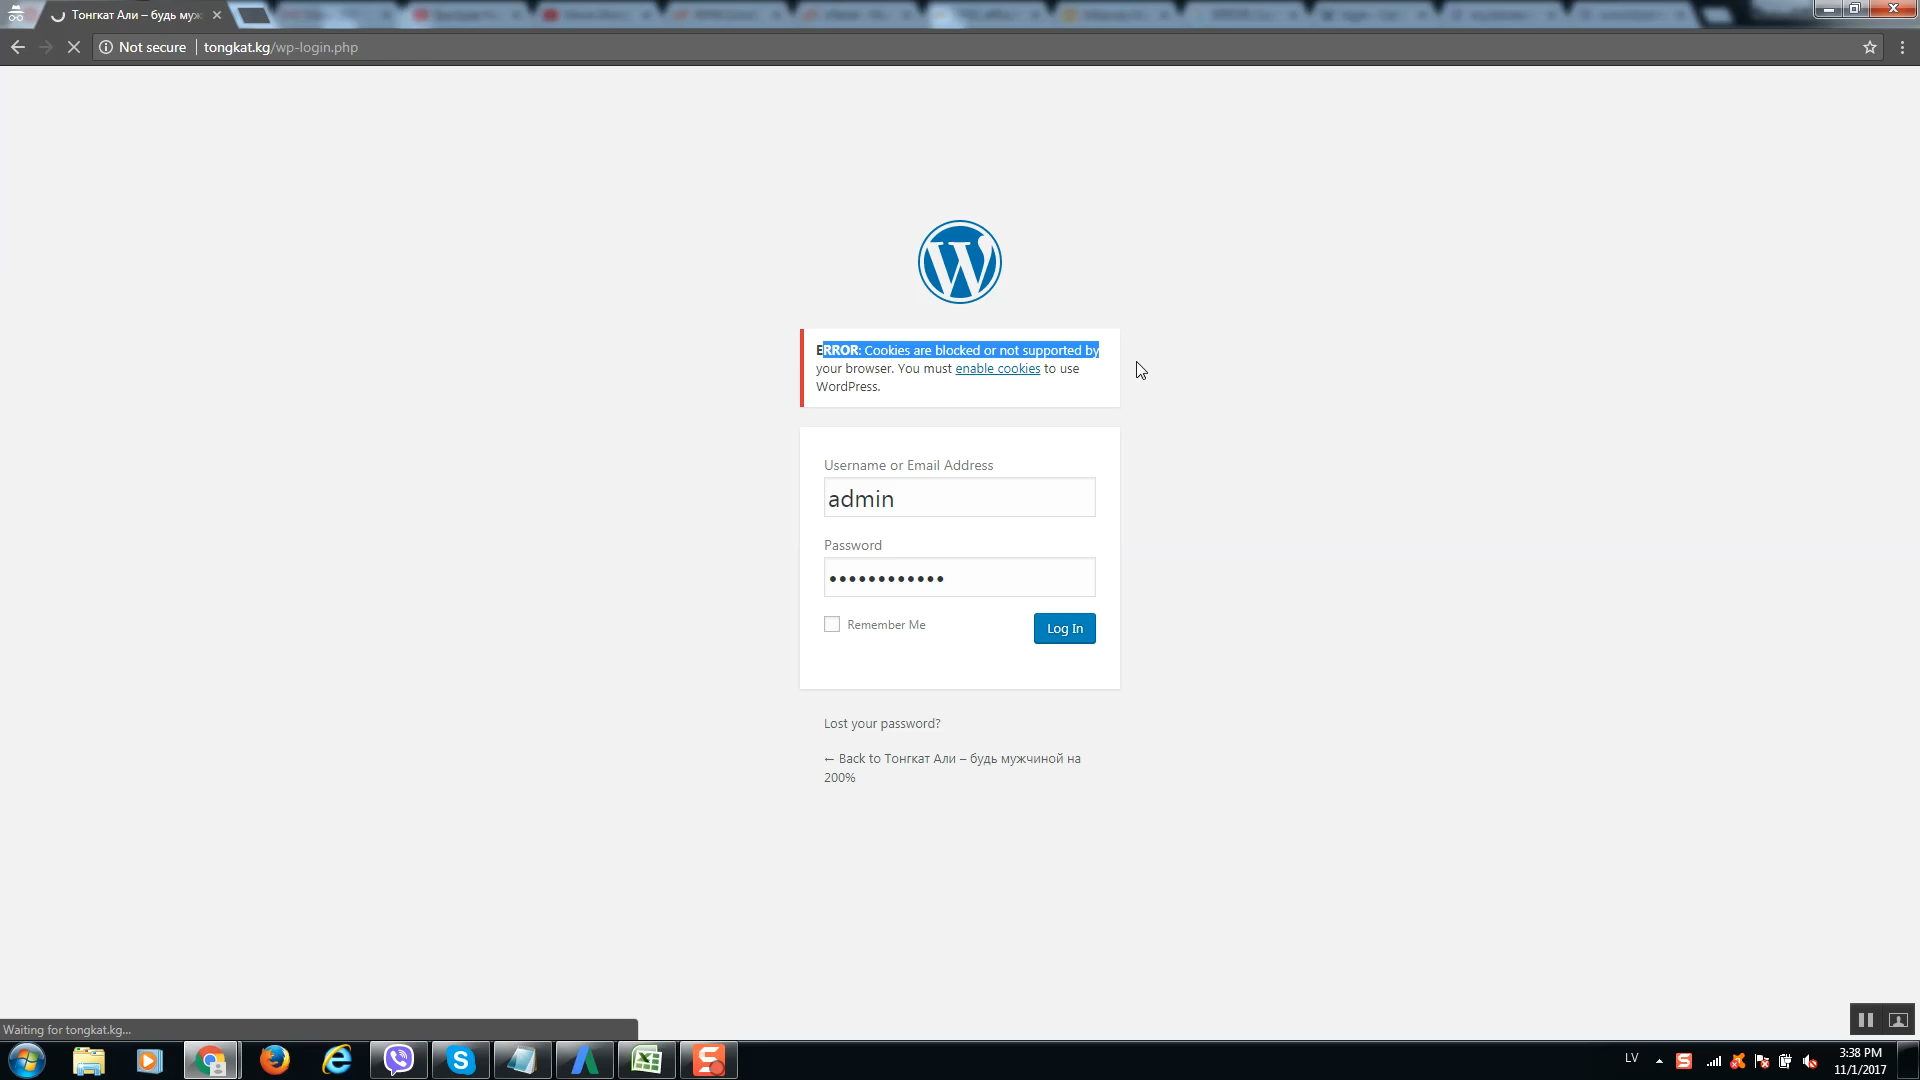 Тонгкат Али – будь муж
Not secure
tongkat.kg/wp-login.php
ERROR: Cookies are blocked or not supported by
your browser. You must enable cookies to use
WordPress.
Username or Email Address
admin
Password
Remember Me
Log In
Lost your password?
← Back to Тонгкат Али – будь мужчиной на
200%
Waiting for tongkat.kg...
LV
3:38 PM
11/1/2017